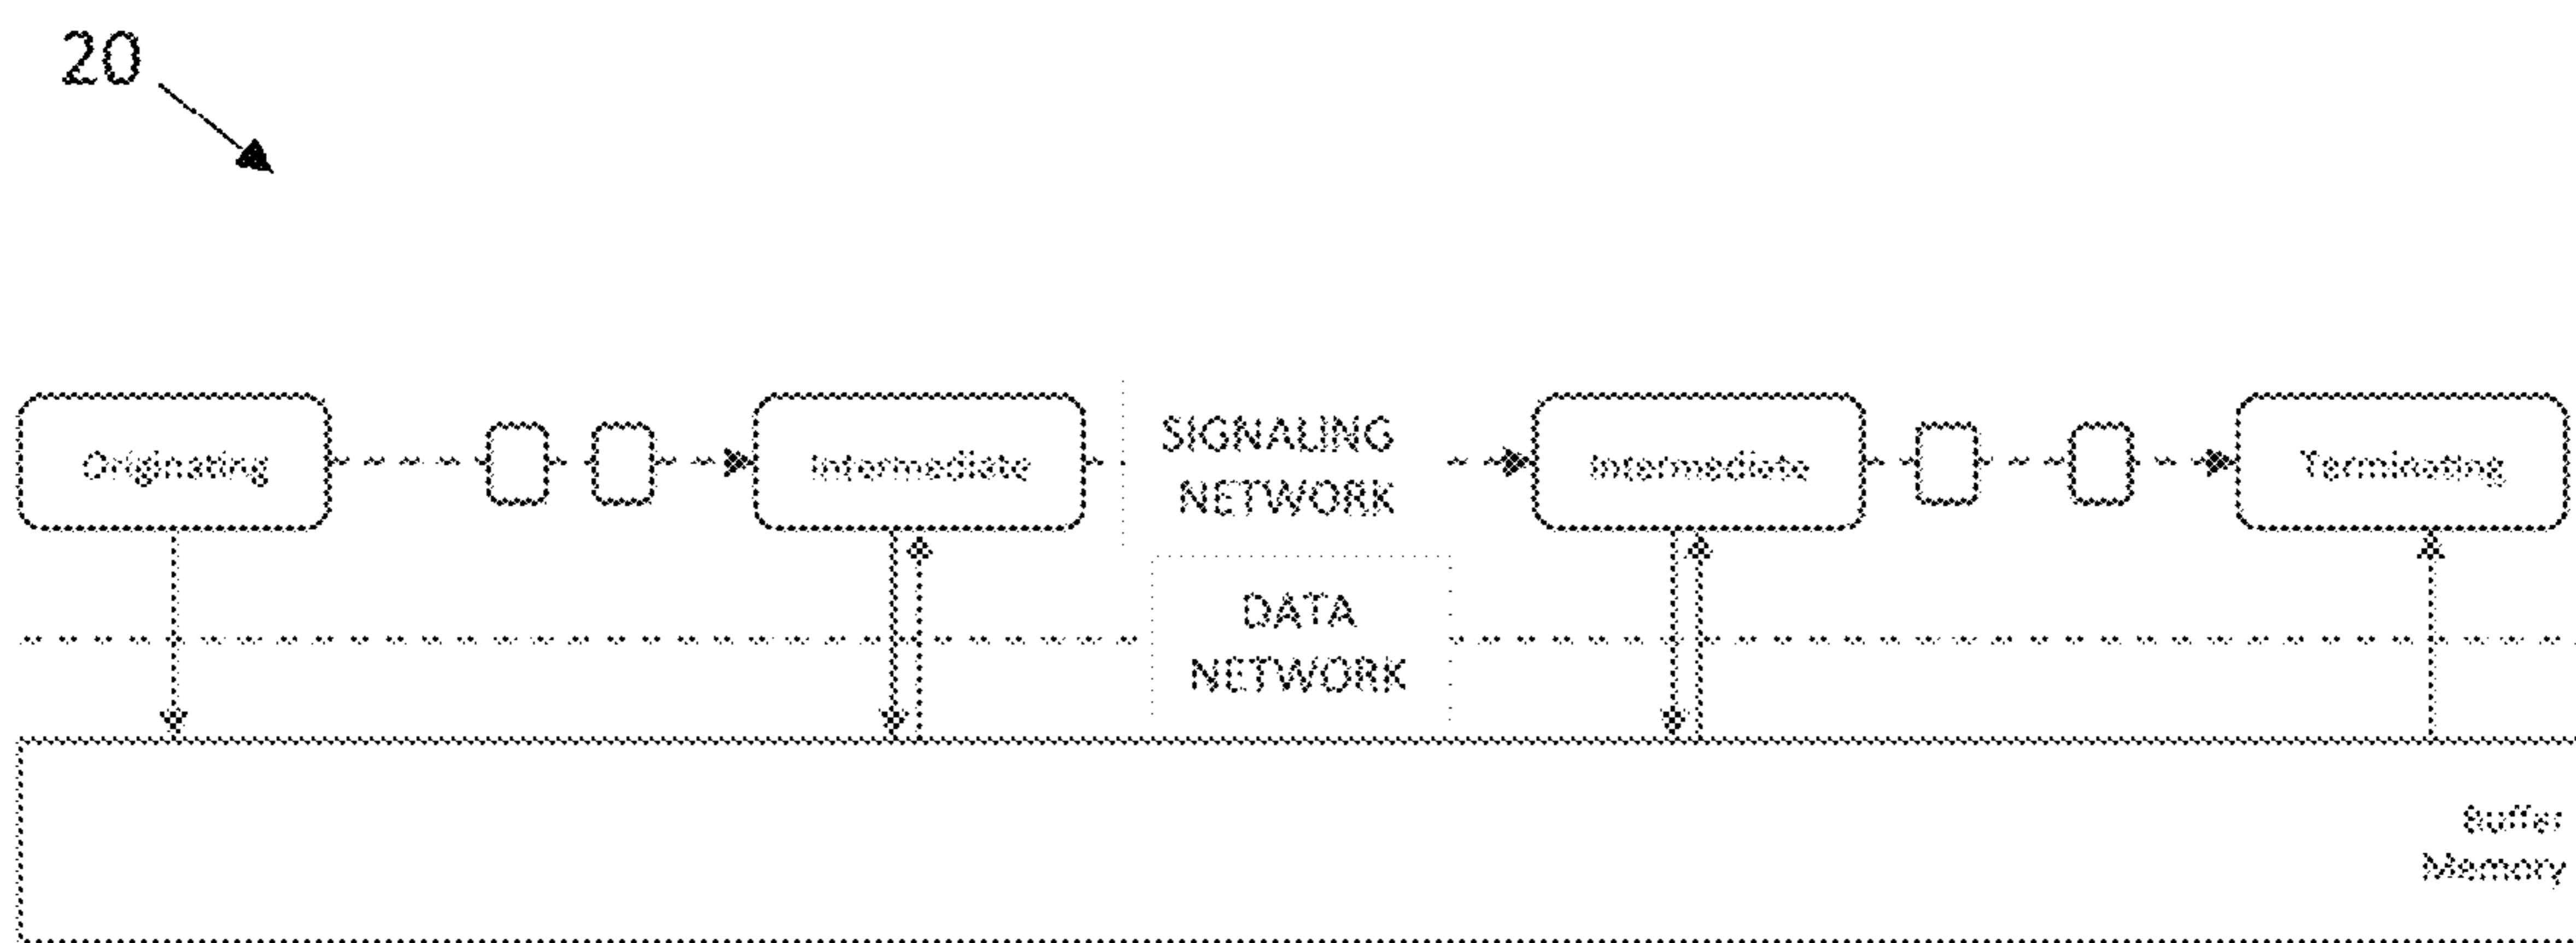 20
Originating
Intermediate
SIGNALING
NETWORK
Intermediate
Terminating
DATA
NETWORK
Buffer
Memory